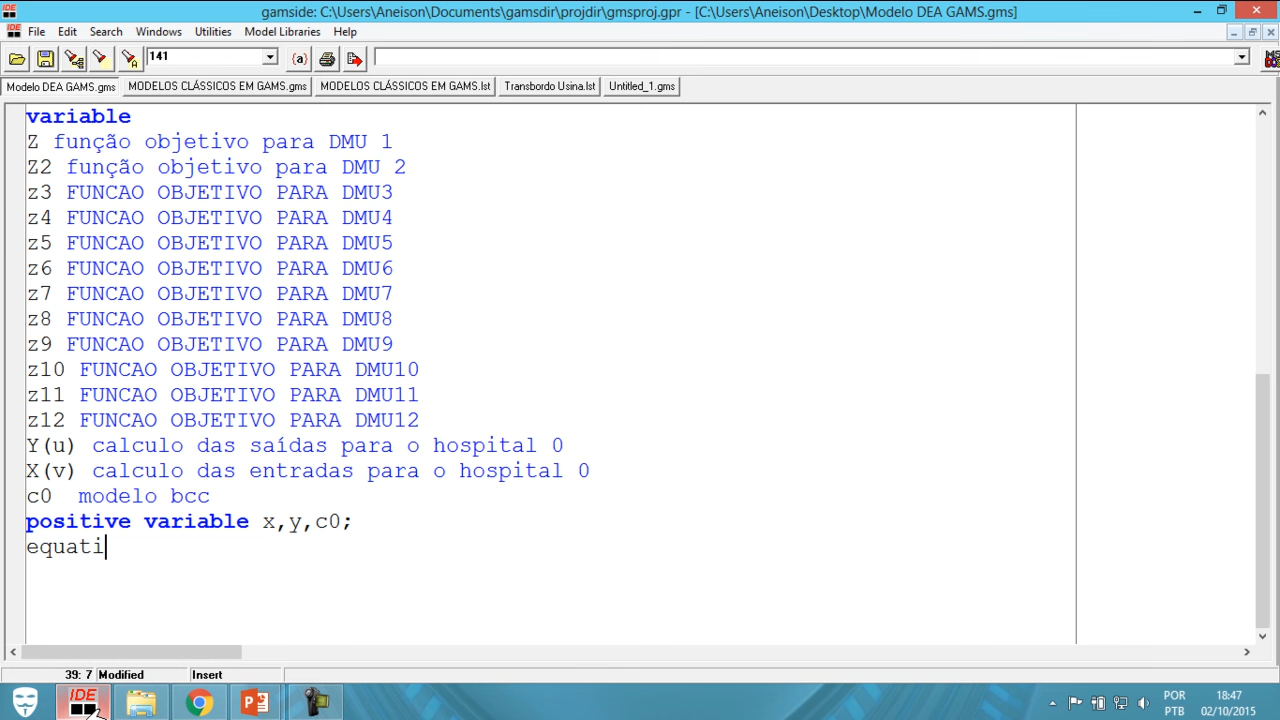 gamside: C:\Users\Aneison\Documents\gamsdir\projdir\gmsproj.gpr - [C:\Users\Aneison\Desktop\Modelo DEA GAMS.gms]
IDE File Edit Search Windows Utilities Model Libraries Help
141 {a}
Modelo DEA GAMS.gms MODELOS CLÁSSICOS EM GAMS.gms MODELOS CLÁSSICOS EM GAMS.lst Transbordo Usina.lst Untitled_1.gms
variable
Z função objetivo para DMU 1
Z2 função objetivo para DMU 2
z3 FUNCAO OBJETIVO PARA DMU3
z4 FUNCAO OBJETIVO PARA DMU4
z5 FUNCAO OBJETIVO PARA DMU5
z6 FUNCAO OBJETIVO PARA DMU6
z7 FUNCAO OBJETIVO PARA DMU7
z8 FUNCAO OBJETIVO PARA DMU8
z9 FUNCAO OBJETIVO PARA DMU9
z10 FUNCAO OBJETIVO PARA DMU10
z11 FUNCAO OBJETIVO PARA DMU11
z12 FUNCAO OBJETIVO PARA DMU12
Y(u) calculo das saídas para o hospital 0
X(v) calculo das entradas para o hospital 0
c0 modelo bcc
positive variable x,y,c0;
equati
39: 7 Modified Insert
IDE POR 18:47
PTB 02/10/2015